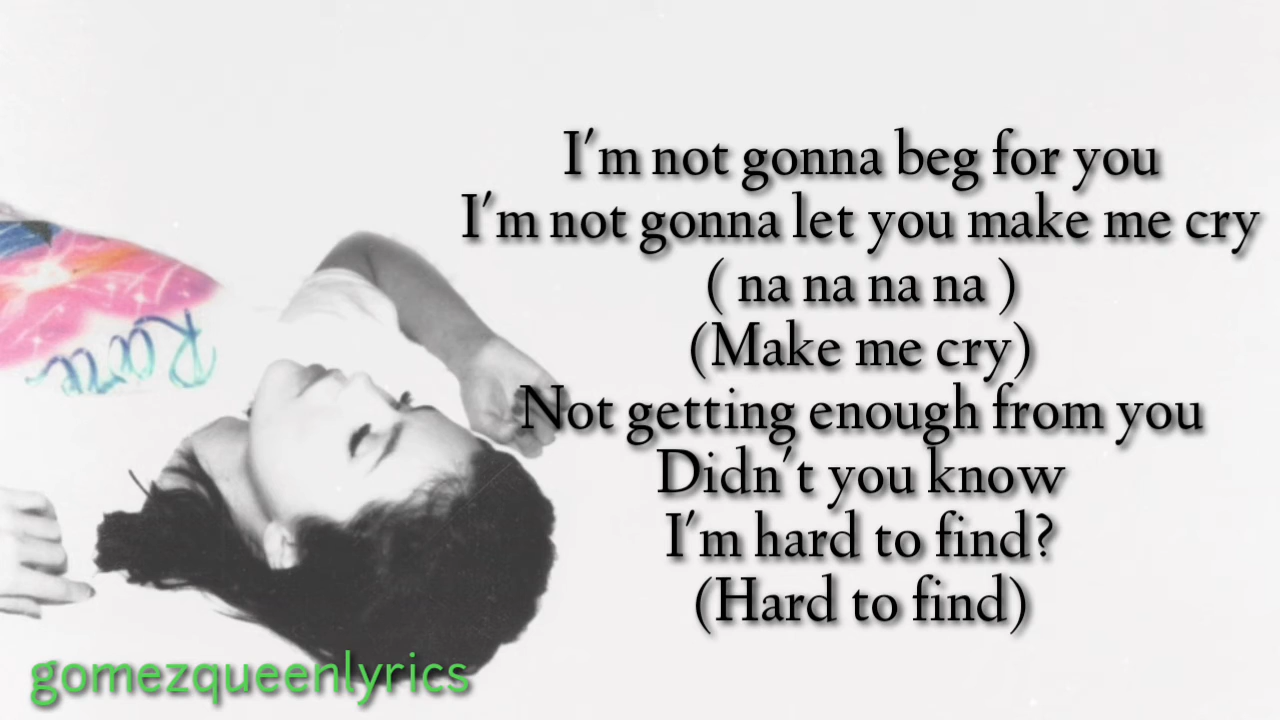 I'm not gonna beg for you
I'm not gonna let you make me cry
( na na na na )
(Make me cry)
Not getting enough from you
Didn't you know
I'm hard to find?
(Hard to find)
Rare
gomezqueenlyrics